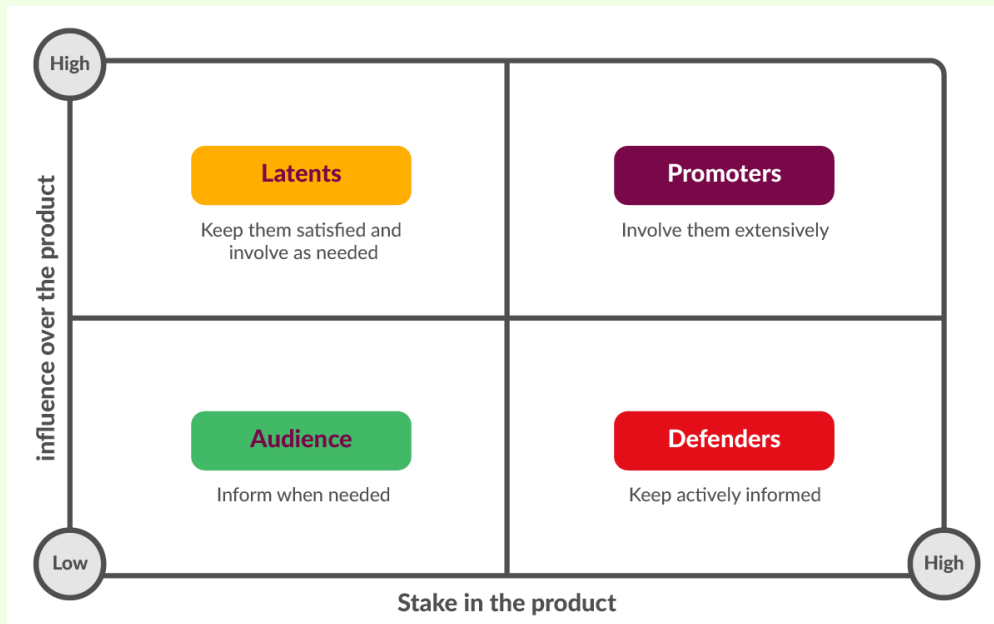 High
Latents
Keep them satisfied and
involve as needed
Promoters
Involve them extensively
influence over the product
Audience
Inform when needed
Defenders
Keep actively informed
Low
High
Stake in the product